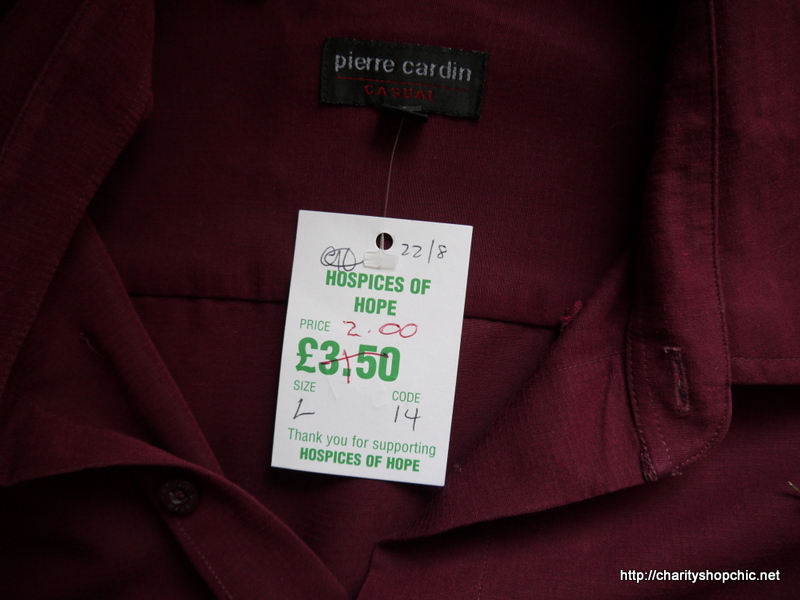 pierre cardin
CASUAL
22/8
HOSPICES OF
HOPE
PRICE 2.00
£3.50
SIZE CODE
L 14
Thank you for supporting
HOSPICES OF HOPE
http://charityshopchic.net